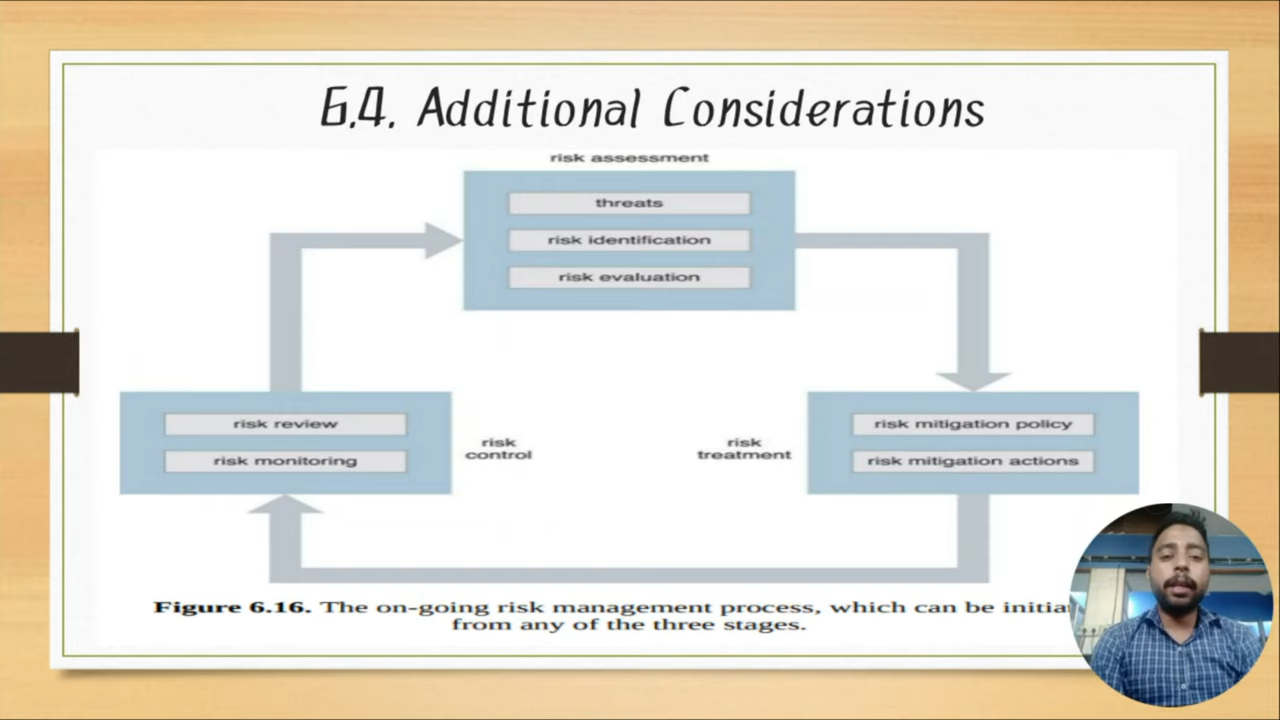 6.4. Additional Considerations
risk assessment
threats
risk identification
risk evaluation
risk review
risk monitoring
risk
control
risk
treatment
risk mitigation policy
risk mitigation actions
Figure 6.16. The on-going risk management process, which can be
from any of the three stages.